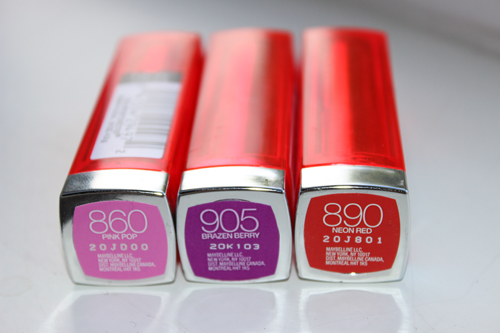 860
PINK POP
20JD00
MAYBELLINE LLC,
NEW YORK, NY 10017
DIST. MAYBELLINE CANADA,
MONTREAL H4T 1K5
905
BRAZEN BERRY
20K103
MAYBELLINE LLC,
NEW YORK, NY 10017
DIST. MAYBELLINE CANADA,
MONTREAL H4T 1K5
890
NEON RED
20J801
MAYBELLINE LLC,
NEW YORK, NY 10017
DIST. MAYBELLINE CANADA,
MONTREAL H4T 1K5